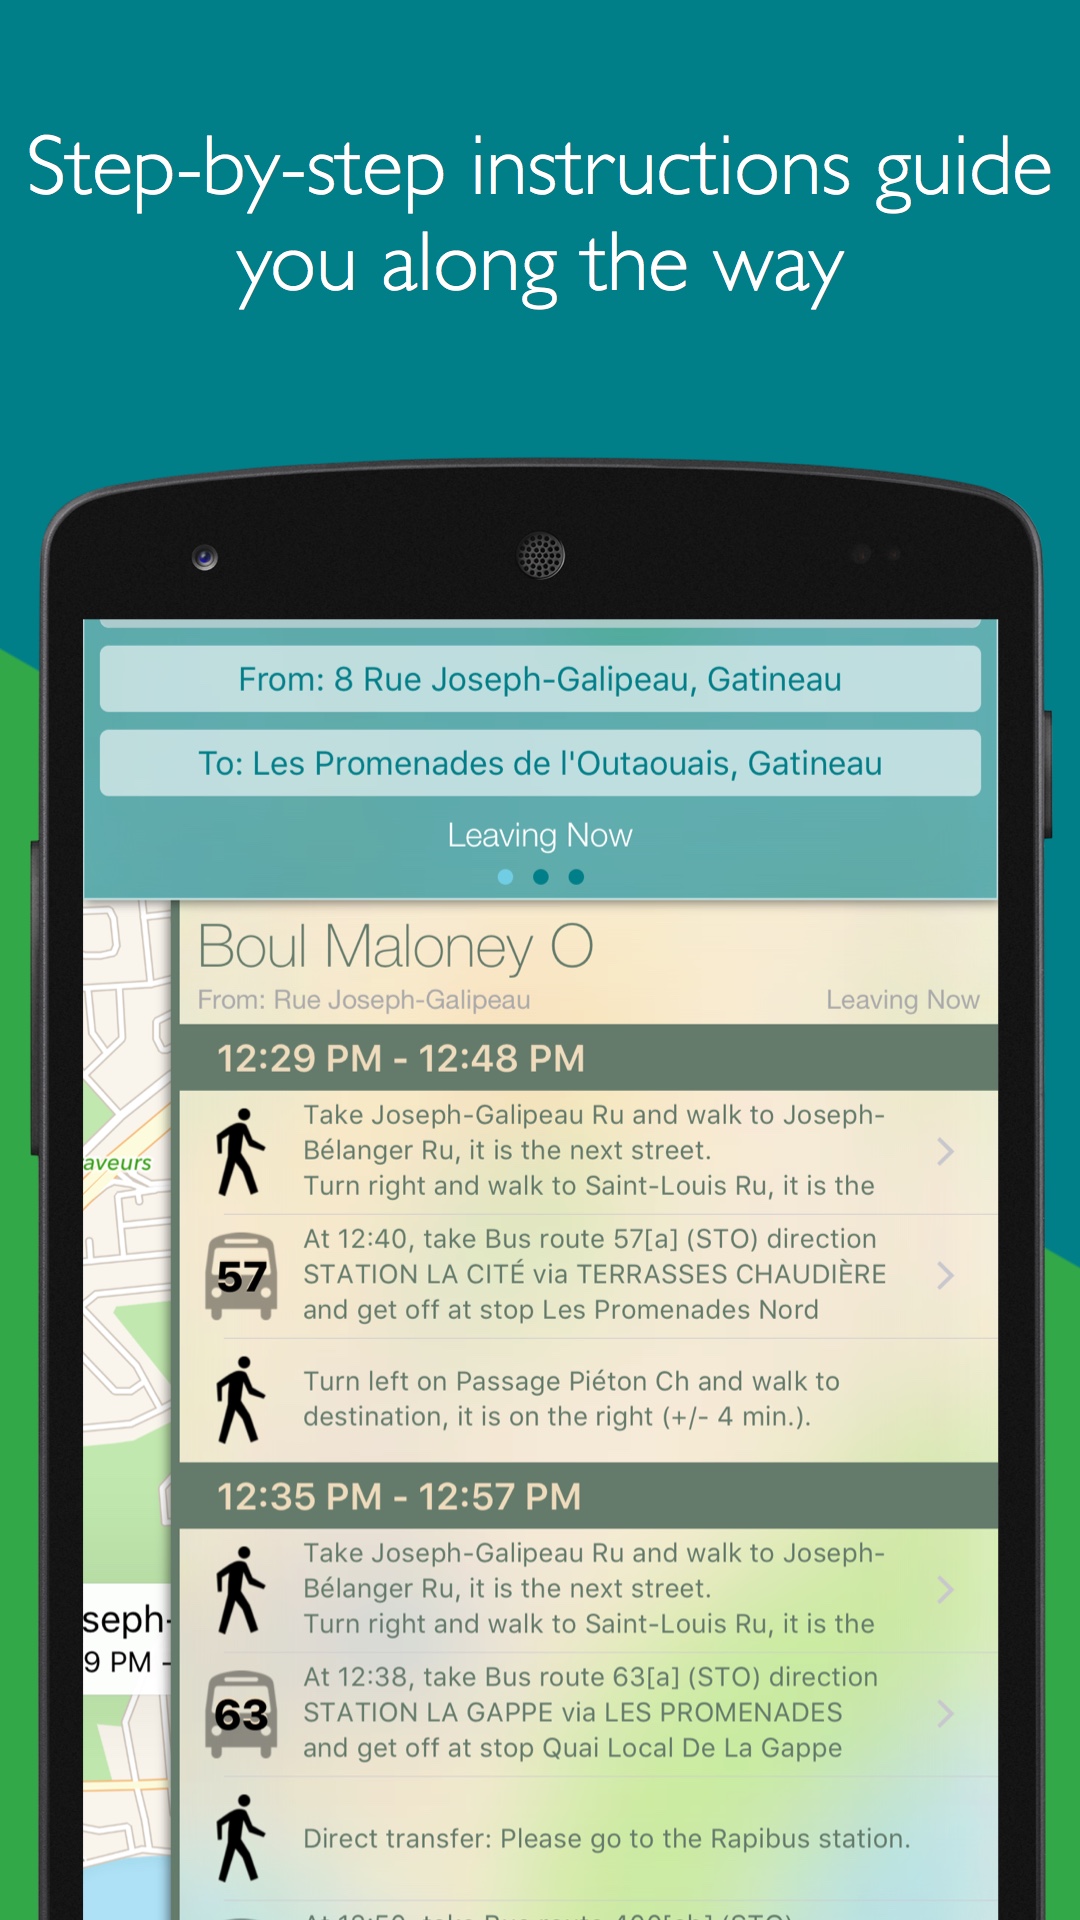 Step-by-step instructions guide
you along the way
From: 8 Rue Joseph-Galipeau, Gatineau
To: Les Promenades de l'Outaouais, Gatineau
Leaving Now
Boul Maloney O
From: Rue Joseph-Galipeau
Leaving Now
12:29 PM - 12:48 PM
Take Joseph-Galipeau Ru and walk to Joseph-
Bélanger Ru, it is the next street.
Turn right and walk to Saint-Louis Ru, it is the
aveurs
At 12:40, take Bus route 57[a] (STO) direction
57
STATION LA CITÉ via TERRASSES CHAUDIÈRE
and get off at stop Les Promenades Nord
Turn left on Passage Piéton Ch and walk to
destination, it is on the right (+/- 4 min.).
12:35 PM - 12:57 PM
Take Joseph-Galipeau Ru and walk to Joseph-
Bélanger Ru, it is the next street.
Turn right and walk to Saint-Louis Ru, it is the
seph-
9 PM -
At 12:38, take Bus route 63[a] (STO) direction
63
STATION LA GAPPE via LES PROMENADES
and get off at stop Quai Local De La Gappe
Direct transfer: Please go to the Rapibus station.
take Bus route